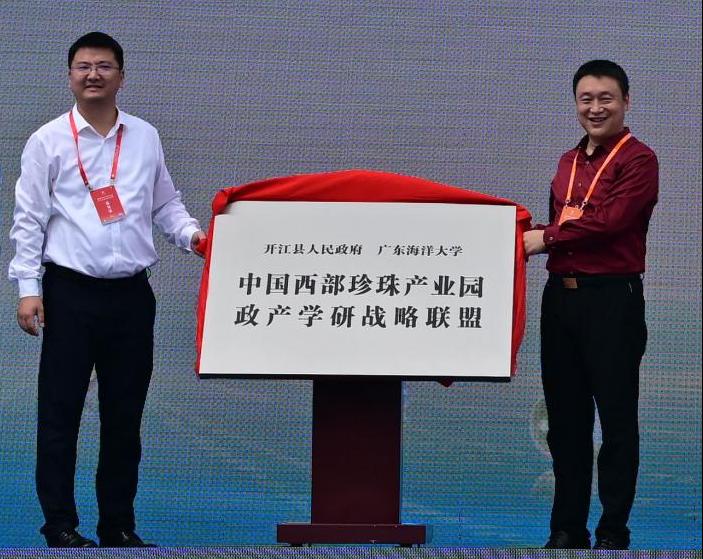 开江县人民政府 广东海洋大学
中国西部珍珠产业园
政产学研战略联盟